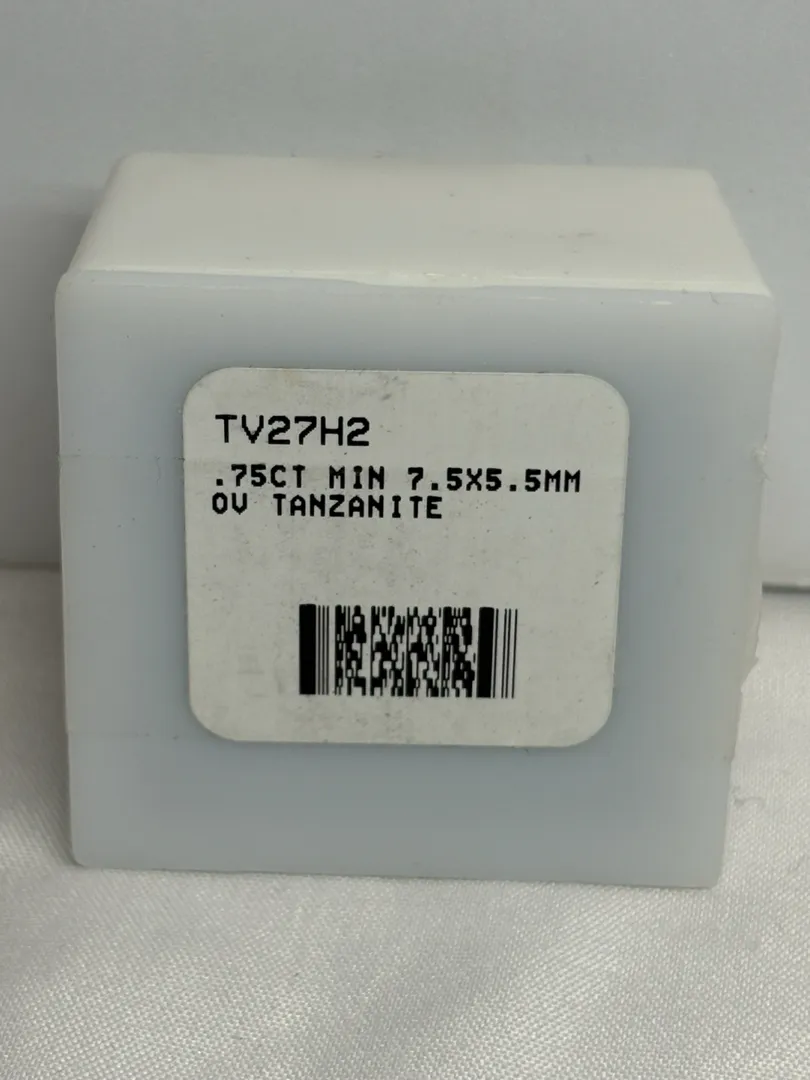 TV27H2
.75CT MIN 7.5X5.5MM
OV TANZANITE